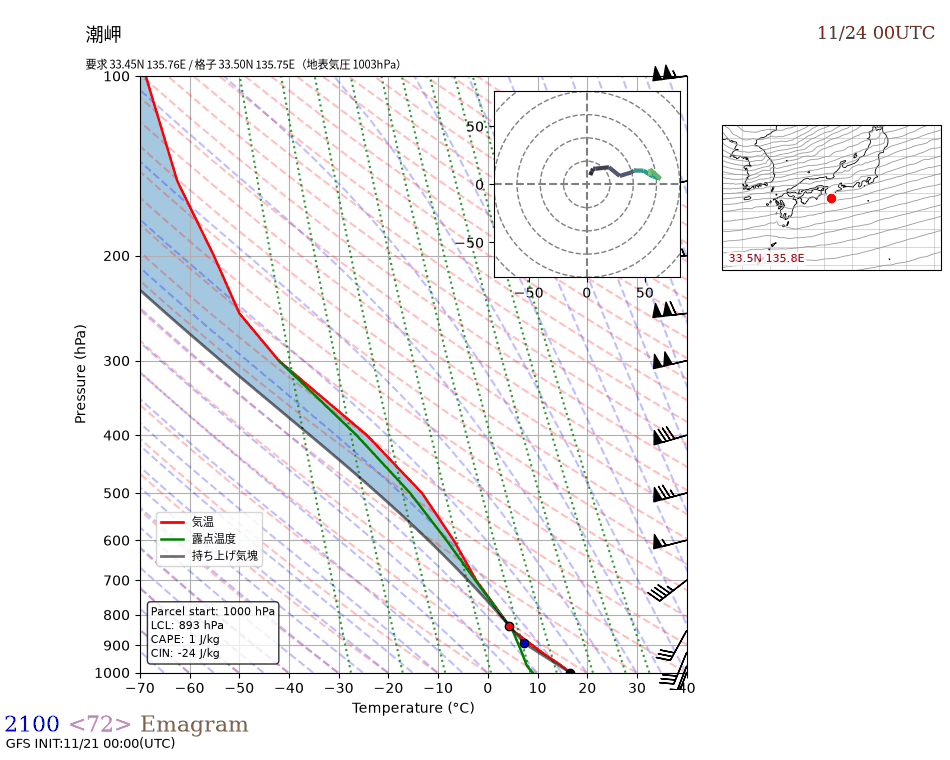 潮岬
11/24 00UTC
要求 33.45N 135.76E / 格子 33.50N 135.75E（地表気圧 1003hPa）
100
200
300
400
500
600
700
800
900
1000
Pressure (hPa)
50
0
−50
−50 0 50
33.5N 135.8E
気温
露点温度
持ち上げ気塊
Parcel start: 1000 hPa
LCL: 893 hPa
CAPE: 1 J/kg
CIN: -24 J/kg
−70 −60 −50 −40 −30 −20 −10 0 10 20 30 40
Temperature (°C)
2100 <72> Emagram
GFS INIT:11/21 00:00(UTC)